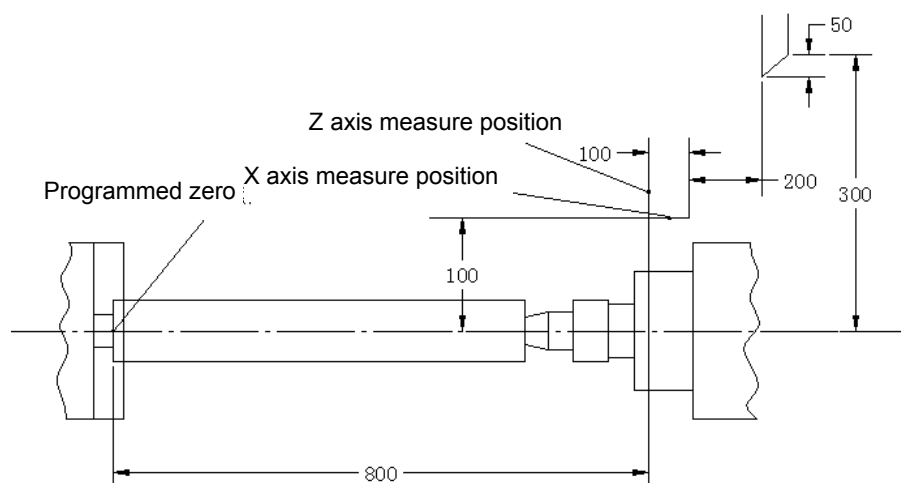 50
Z axis measure position
100
X axis measure position
200
Programmed zero
300
100
800